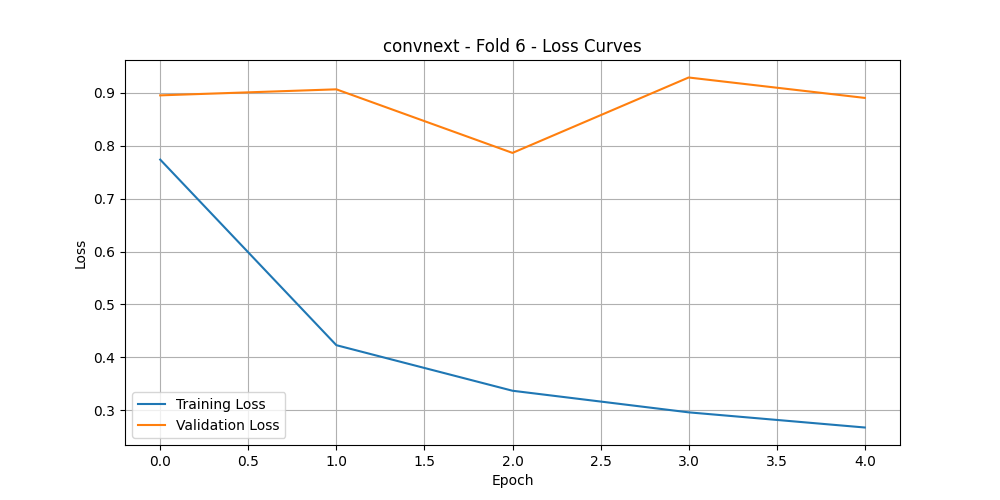 convnext - Fold 6 - Loss Curves
Loss
0.9
0.8
0.7
0.6
0.5
0.4
0.3
Training Loss
Validation Loss
0.0 0.5 1.0 1.5 2.0 2.5 3.0 3.5 4.0
Epoch